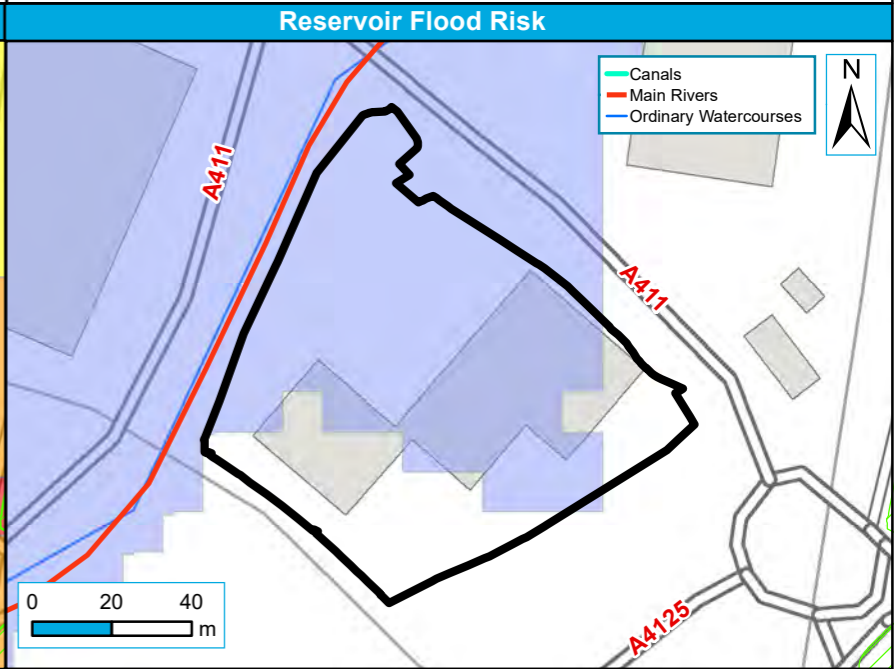 Reservoir Flood Risk
Canals
Main Rivers
Ordinary Watercourses
N
A411
A411
A4125
0 20 40
m